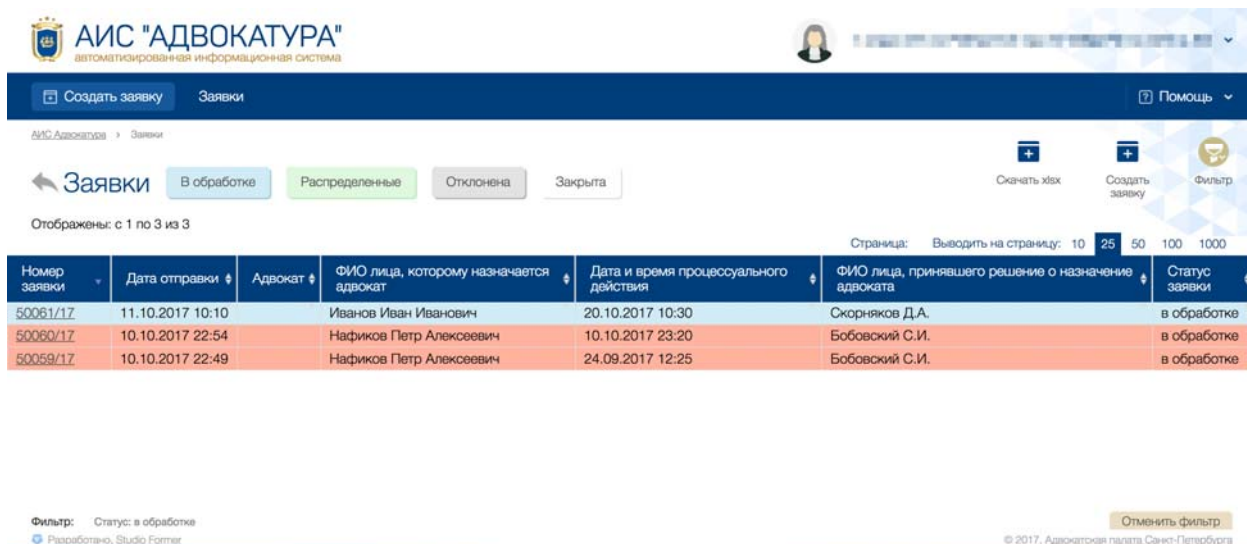 АИС "АДВОКАТУРА"
автоматизированная информационная система
Создать заявку Заявки Помощь
АИС Адвокатура > Заявки
Заявки В обработке Распределенные Отклонена Закрыта
Скачать xlsx Создать заявку Фильтр
Отображены: с 1 по 3 из 3
Страница: Выводить на страницу: 10 25 50 100 1000
Номер заявки Дата отправки Адвокат ФИО лица, которому назначается адвокат Дата и время процессуального действия ФИО лица, принявшего решение о назначение адвоката Статус заявки
50061/17 11.10.2017 10:10 Иванов Иван Иванович 20.10.2017 10:30 Скорняков Д.А. в обработке
50060/17 10.10.2017 22:54 Нафиков Петр Алексеевич 10.10.2017 23:20 Бобовский С.И. в обработке
50059/17 10.10.2017 22:49 Нафиков Петр Алексеевич 24.09.2017 12:25 Бобовский С.И. в обработке
Фильтр: Статус: в обработке Отменить фильтр
Разработано, Studio Former © 2017, Адвокатская палата Санкт-Петербурга